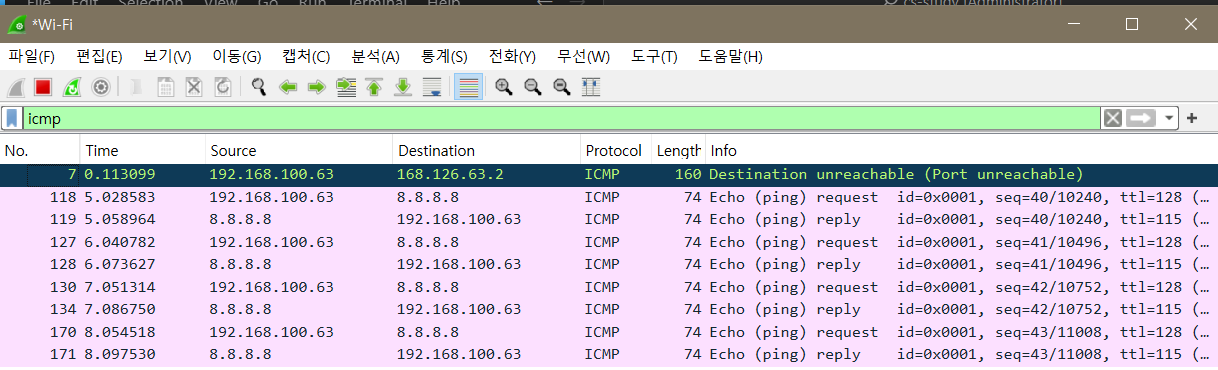 File Edit Selection View Go Run Terminal Help cs-study [Administrator]
*Wi-Fi
파일(F) 편집(E) 보기(V) 이동(G) 캡처(C) 분석(A) 통계(S) 전화(Y) 무선(W) 도구(T) 도움말(H)
icmp
No. Time Source Destination Protocol Length Info
7 0.113099 192.168.100.63 168.126.63.2 ICMP 160 Destination unreachable (Port unreachable)
118 5.028583 192.168.100.63 8.8.8.8 ICMP 74 Echo (ping) request id=0x0001, seq=40/10240, ttl=128 (…
119 5.058964 8.8.8.8 192.168.100.63 ICMP 74 Echo (ping) reply id=0x0001, seq=40/10240, ttl=115 (…
127 6.040782 192.168.100.63 8.8.8.8 ICMP 74 Echo (ping) request id=0x0001, seq=41/10496, ttl=128 (…
128 6.073627 8.8.8.8 192.168.100.63 ICMP 74 Echo (ping) reply id=0x0001, seq=41/10496, ttl=115 (…
130 7.051314 192.168.100.63 8.8.8.8 ICMP 74 Echo (ping) request id=0x0001, seq=42/10752, ttl=128 (…
134 7.086750 8.8.8.8 192.168.100.63 ICMP 74 Echo (ping) reply id=0x0001, seq=42/10752, ttl=115 (…
170 8.054518 192.168.100.63 8.8.8.8 ICMP 74 Echo (ping) request id=0x0001, seq=43/11008, ttl=128 (…
171 8.097530 8.8.8.8 192.168.100.63 ICMP 74 Echo (ping) reply id=0x0001, seq=43/11008, ttl=115 (…